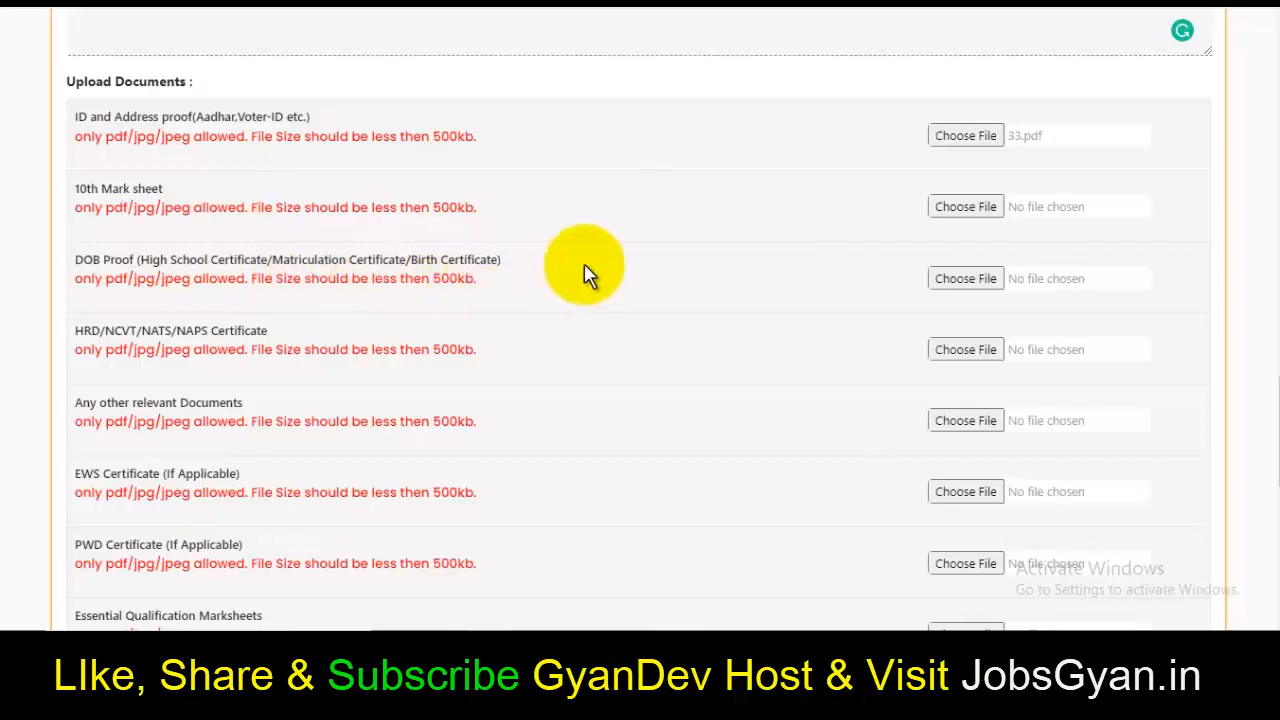 Upload Documents :
ID and Address proof(Aadhar,Voter-ID etc.)
only pdf/jpg/jpeg allowed. File Size should be less then 500kb.
Choose File 33.pdf
10th Mark sheet
only pdf/jpg/jpeg allowed. File Size should be less then 500kb.
Choose File No file chosen
DOB Proof (High School Certificate/Matriculation Certificate/Birth Certificate)
only pdf/jpg/jpeg allowed. File Size should be less then 500kb.
Choose File No file chosen
HRD/NCVT/NATS/NAPS Certificate
only pdf/jpg/jpeg allowed. File Size should be less then 500kb.
Choose File No file chosen
Any other relevant Documents
only pdf/jpg/jpeg allowed. File Size should be less then 500kb.
Choose File No file chosen
EWS Certificate (If Applicable)
only pdf/jpg/jpeg allowed. File Size should be less then 500kb.
Choose File No file chosen
PWD Certificate (If Applicable)
only pdf/jpg/jpeg allowed. File Size should be less then 500kb.
Choose File No file chosen
Activate Windows
Go to Settings to activate Windows.
Essential Qualification Marksheets
LIke, Share & Subscribe GyanDev Host & Visit JobsGyan.in